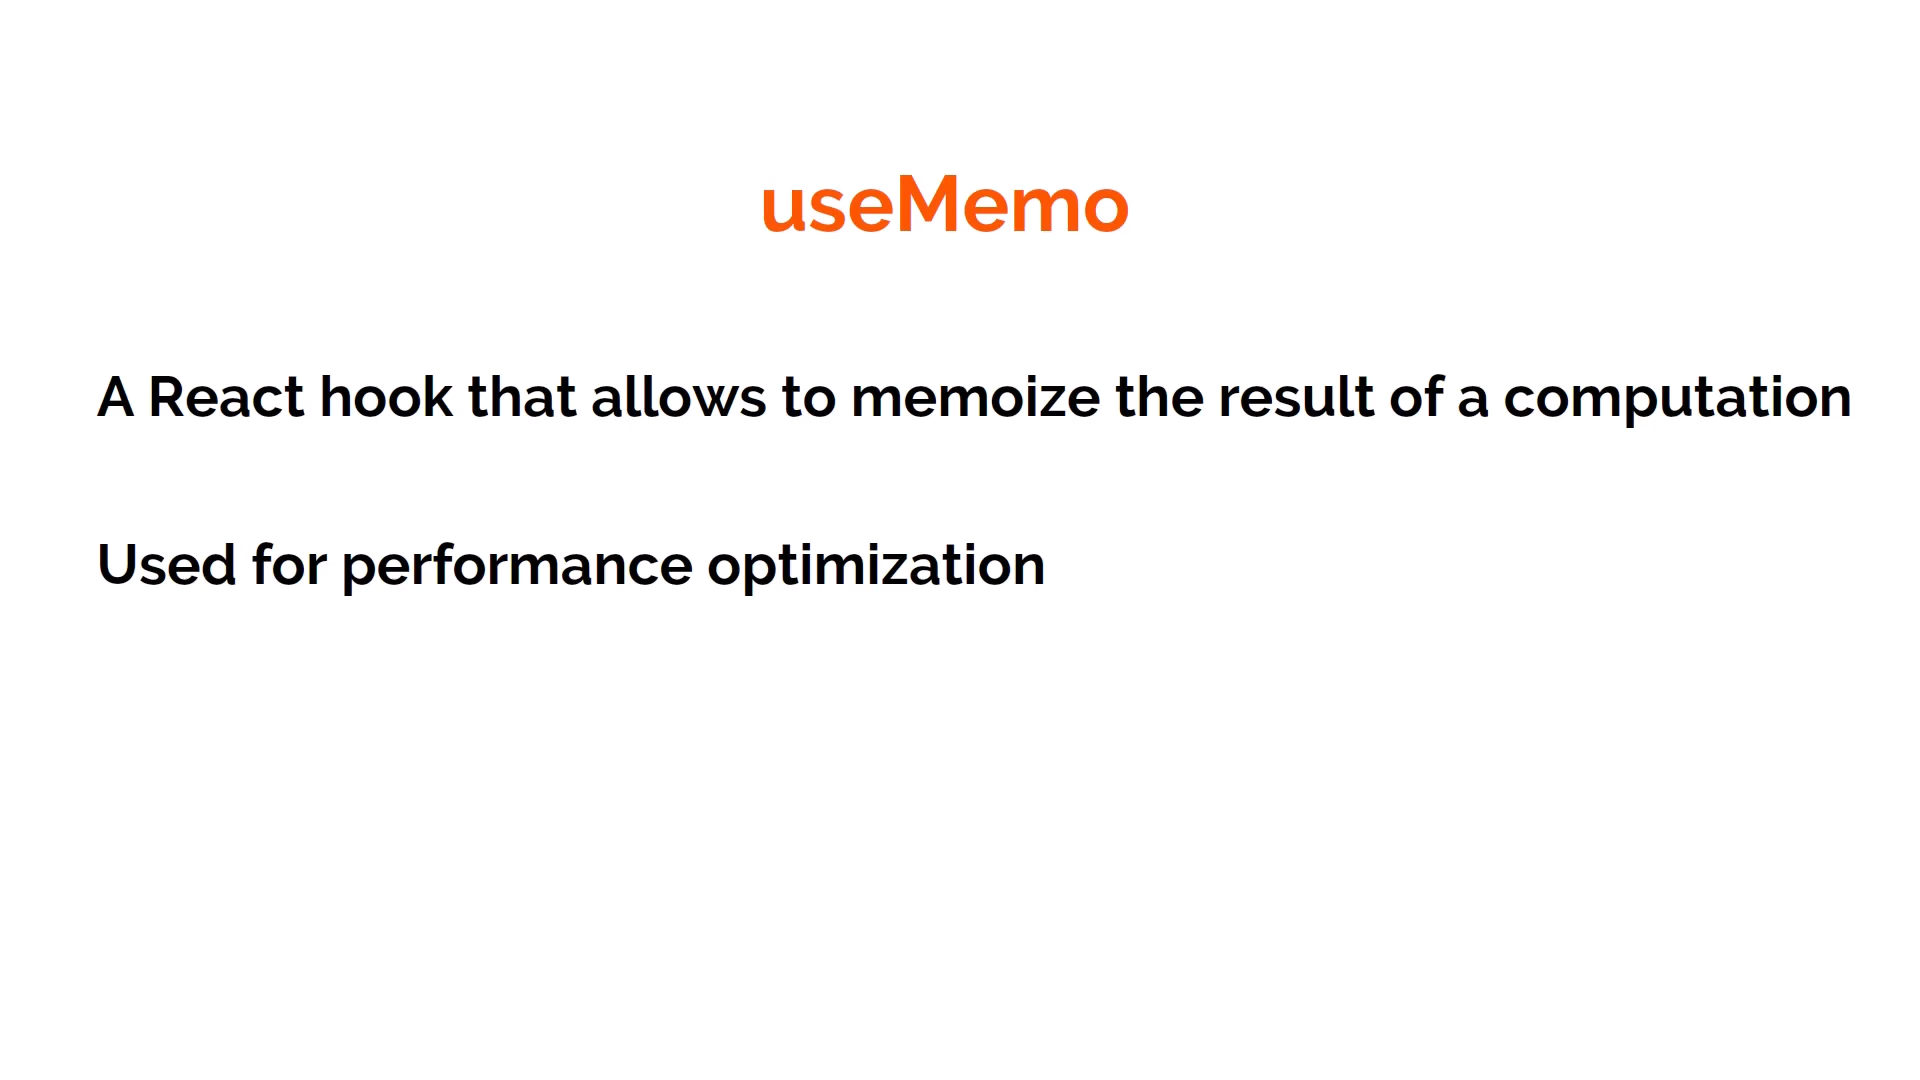 useMemo
A React hook that allows to memoize the result of a computation
Used for performance optimization